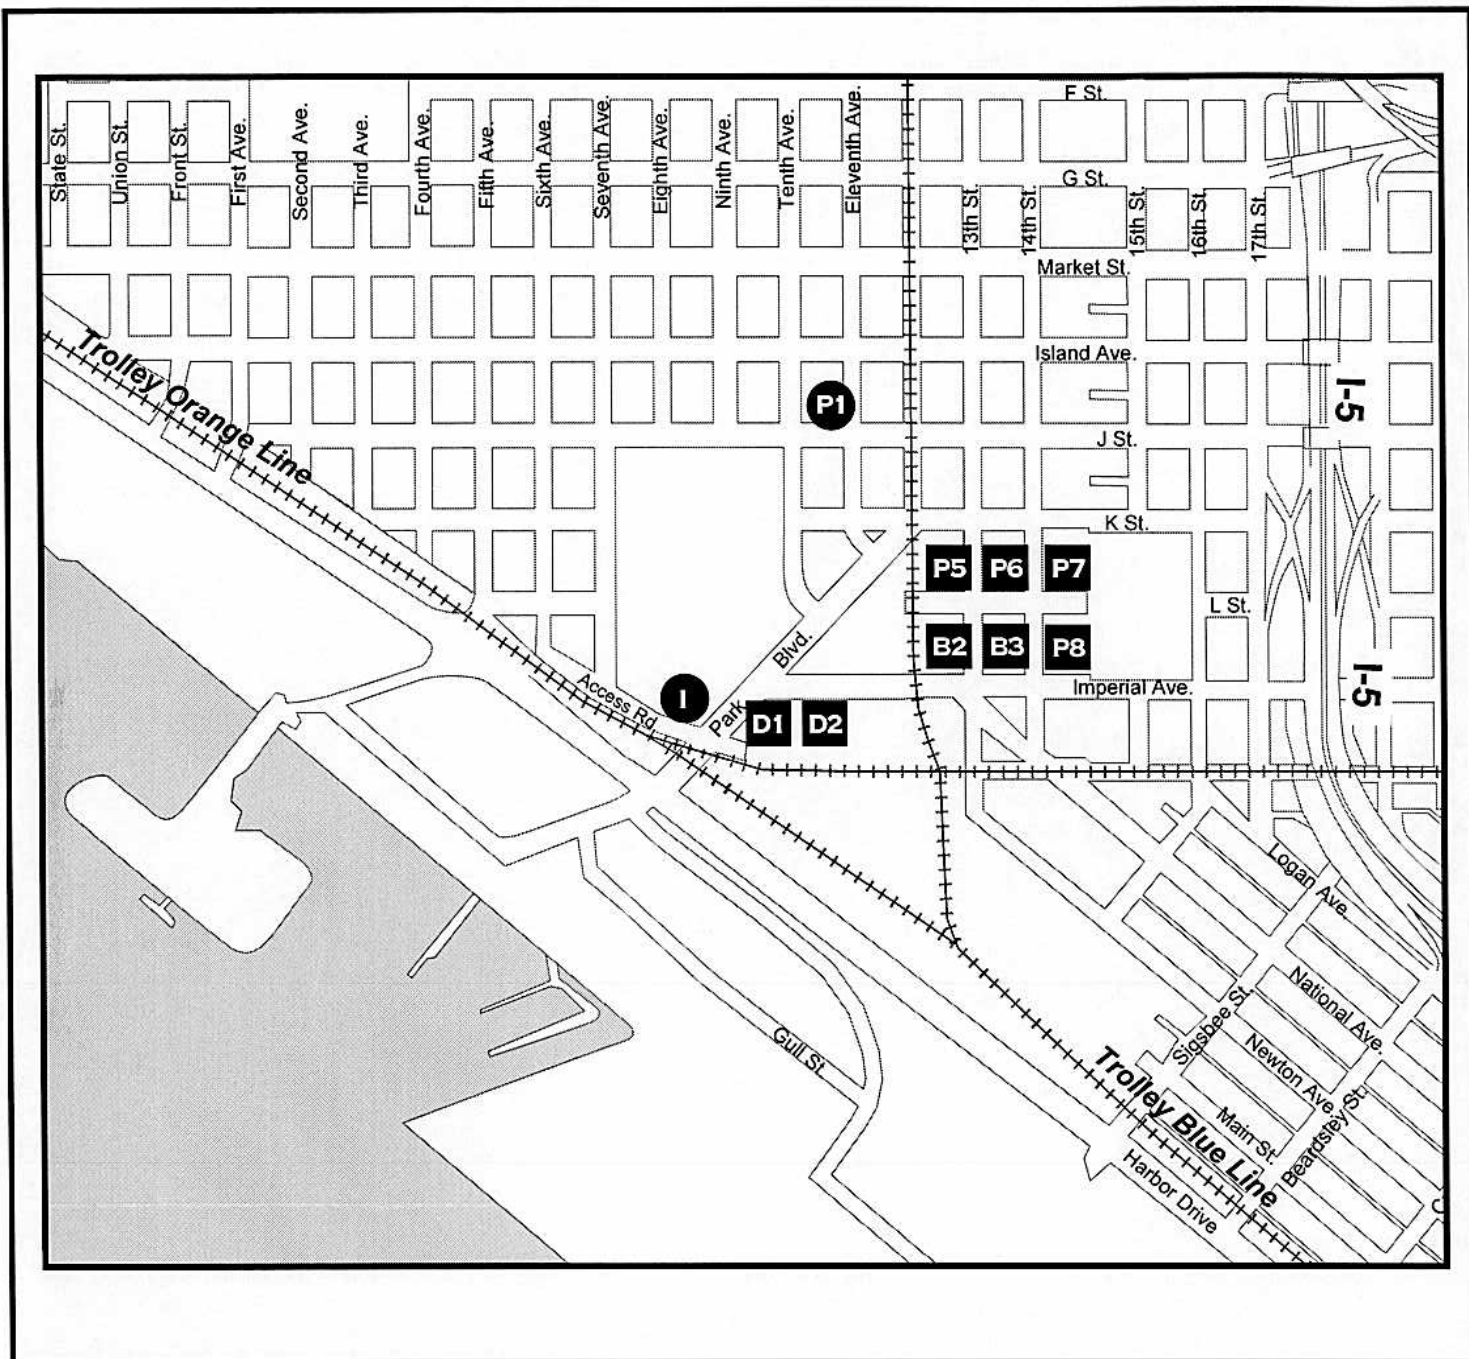 F St.
State St.
Union St.
Front St.
First Ave.
Second Ave.
Third Ave.
Fourth Ave.
Fifth Ave.
Sixth Ave.
Seventh Ave.
Eighth Ave.
Ninth Ave.
Tenth Ave.
Eleventh Ave.
G St.
13th St.
14th St.
15th St.
16th St.
17th St.
Market St.
Island Ave.
Trolley Orange Line
P1
I-5
J St.
K St.
P5
P6
P7
L St.
B2
B3
P8
Blvd.
Park
Imperial Ave.
I-5
Access Rd
I
D1
D2
Logan Ave.
National Ave.
Sigsbee St.
Newton Ave.
Gull St.
Trolley Blue Line
Main St.
Beardsley St.
Harbor Drive